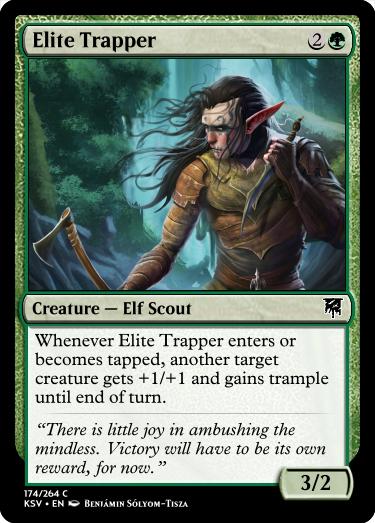 Elite Trapper 2
Creature — Elf Scout
Whenever Elite Trapper enters or
becomes tapped, another target
creature gets +1/+1 and gains trample
until end of turn.
“There is little joy in ambushing the
mindless. Victory will have to be its own
reward, for now.”
3/2
174/264 C
KSV • EN Benjámin Sólyom-Tisza